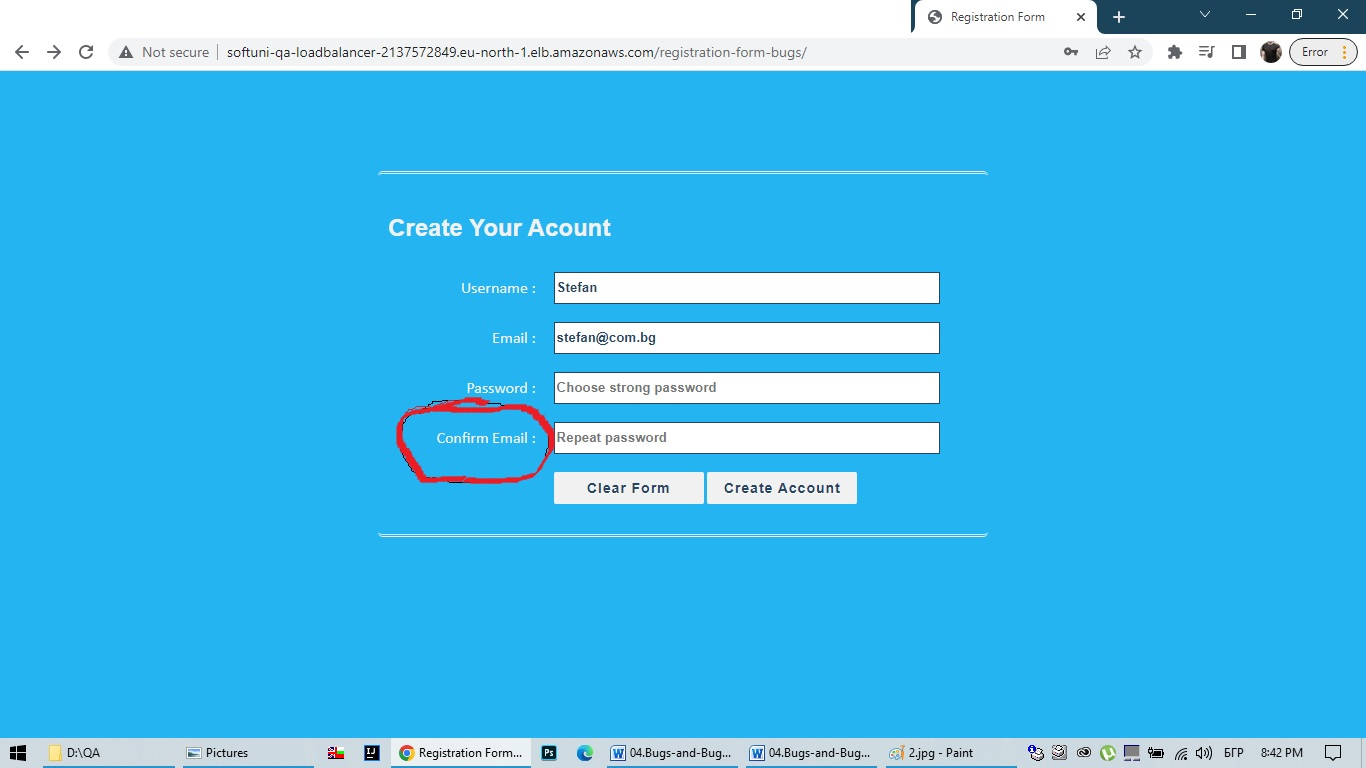 Registration Form
Not secure softuni-qa-loadbalancer-2137572849.eu-north-1.elb.amazonaws.com/registration-form-bugs/ Error
Create Your Acount
Username : Stefan
Email : stefan@com.bg
Password : Choose strong password
Confirm Email : Repeat password
Clear Form Create Account
D:\QA Pictures IJ Registration Form... Ps W 04.Bugs-and-Bug... W 04.Bugs-and-Bug... 2.jpg - Paint БГР 8:42 PM